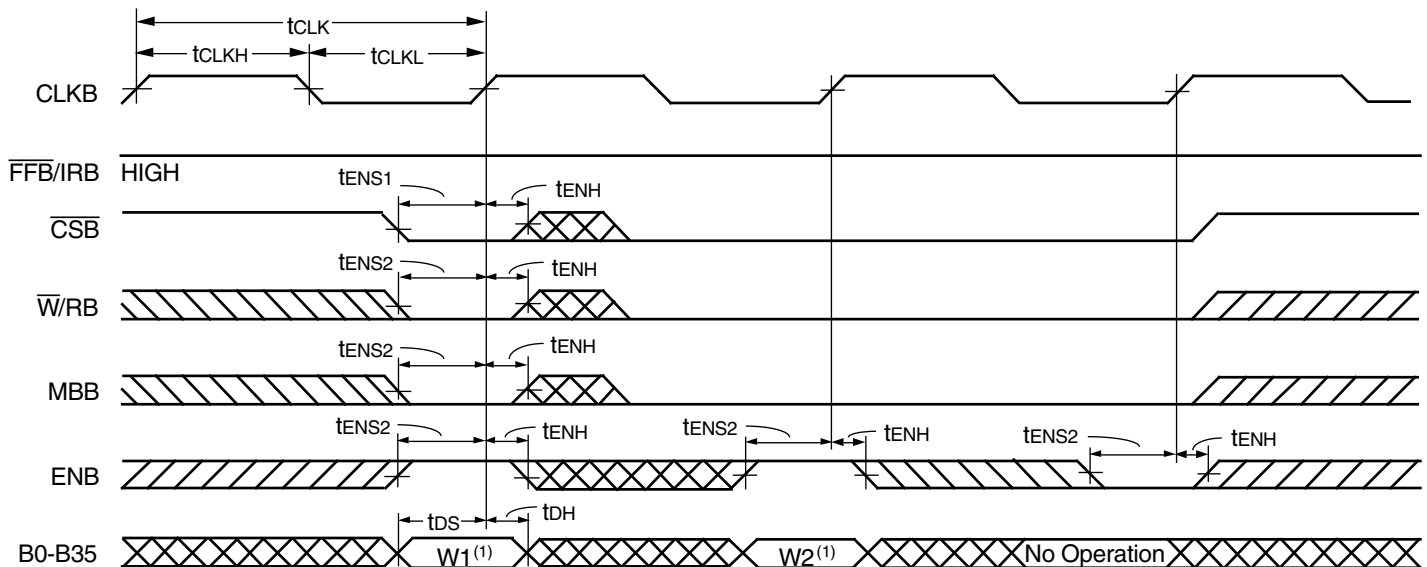 tCLK
tCLKH tCLKL
CLKB
FFB/IRB HIGH
tENS1 tENH
CSB
tENS2 tENH
W/RB
tENS2 tENH
MBB
tENS2 tENH tENS2 tENH tENS2 tENH
ENB
tDS tDH
B0-B35 W1(1) W2(1) No Operation